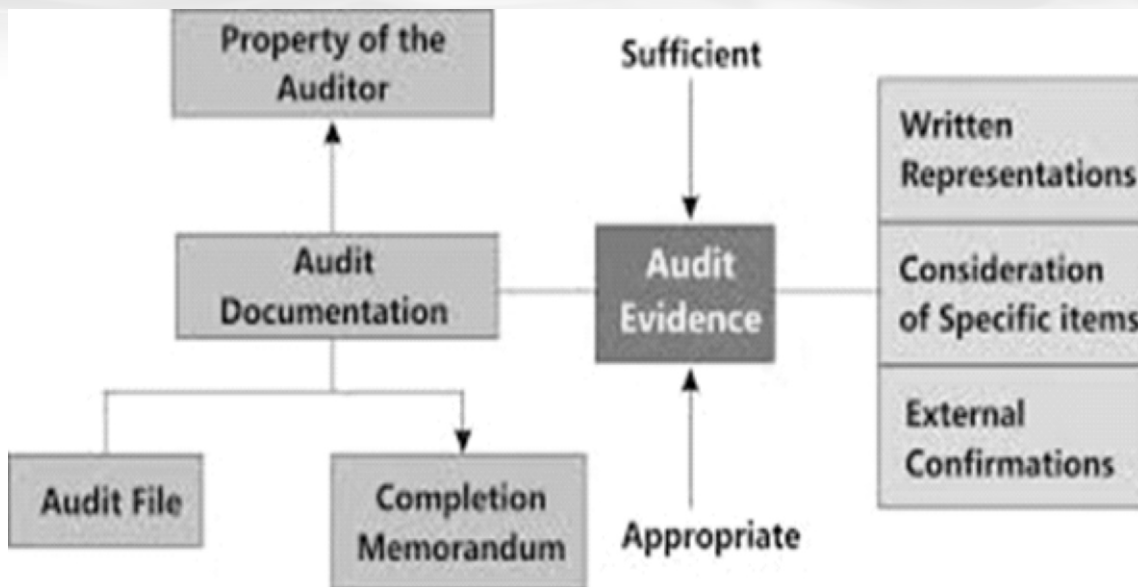 Property of the
Auditor
Sufficient
Written
Representations
Audit
Documentation
Audit
Evidence
Consideration
of Specific items
External
Confirmations
Audit File
Completion
Memorandum
Appropriate